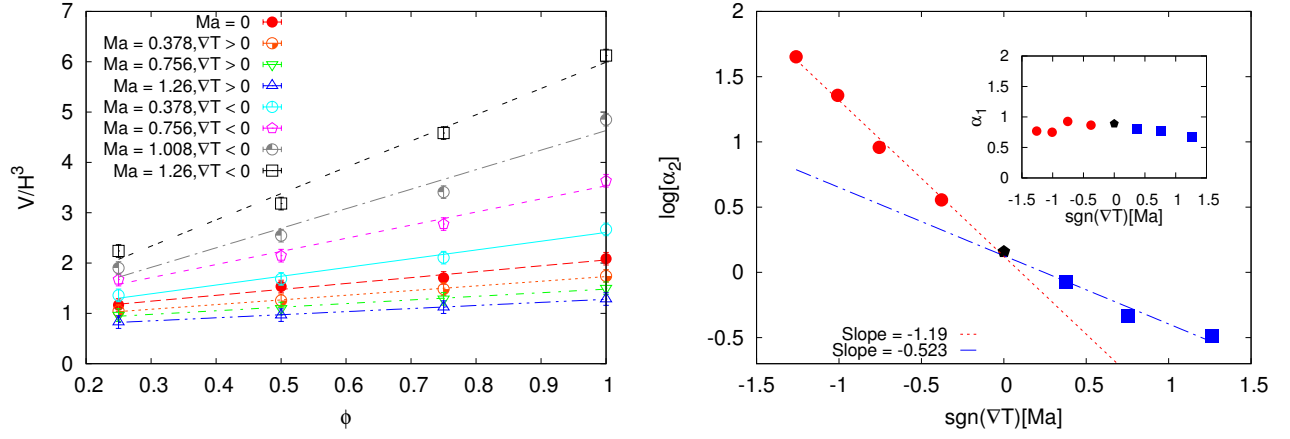 Ma = 0
Ma = 0.378,∇T > 0
Ma = 0.756,∇T > 0
Ma = 1.26,∇T > 0
Ma = 0.378,∇T < 0
Ma = 0.756,∇T < 0
Ma = 1.008,∇T < 0
Ma = 1.26,∇T < 0
7
6
5
4
3
2
1
0
V/H³
0.2 0.3 0.4 0.5 0.6 0.7 0.8 0.9 1
ϕ
2
1.5
1
0.5
0
-0.5
log[α₂]
Slope = -1.19
Slope = -0.523
-1.5 -1 -0.5 0 0.5 1 1.5
sgn(∇T)[Ma]
2
1.5
1
0.5
0
α₁
-1.5 -1 -0.5 0 0.5 1 1.5
sgn(∇T)[Ma]